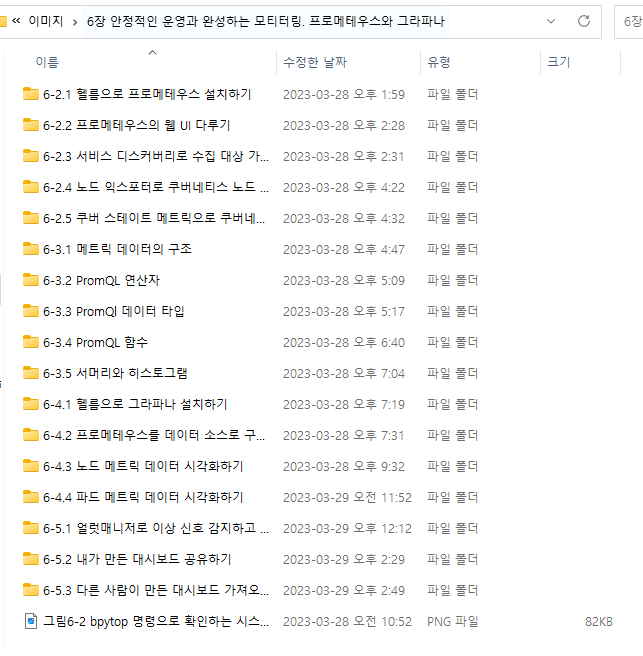 « 이미지 > 6장 안정적인 운영과 완성하는 모티터링. 프로메테우스와 그라파나 6장
이름 수정한 날짜 유형 크기
6-2.1 헬름으로 프로메테우스 설치하기 2023-03-28 오후 1:59 파일 폴더
6-2.2 프로메테우스의 웹 UI 다루기 2023-03-28 오후 2:28 파일 폴더
6-2.3 서비스 디스커버리로 수집 대상 가... 2023-03-28 오후 2:31 파일 폴더
6-2.4 노드 익스포터로 쿠버네티스 노드 ... 2023-03-28 오후 4:22 파일 폴더
6-2.5 쿠버 스테이트 메트릭으로 쿠버네... 2023-03-28 오후 4:32 파일 폴더
6-3.1 메트릭 데이터의 구조 2023-03-28 오후 4:47 파일 폴더
6-3.2 PromQL 연산자 2023-03-28 오후 5:09 파일 폴더
6-3.3 PromQl 데이터 타입 2023-03-28 오후 5:17 파일 폴더
6-3.4 PromQL 함수 2023-03-28 오후 6:40 파일 폴더
6-3.5 서머리와 히스토그램 2023-03-28 오후 7:04 파일 폴더
6-4.1 헬름으로 그라파나 설치하기 2023-03-28 오후 7:19 파일 폴더
6-4.2 프로메테우스를 데이터 소스로 구... 2023-03-28 오후 7:31 파일 폴더
6-4.3 노드 메트릭 데이터 시각화하기 2023-03-28 오후 9:32 파일 폴더
6-4.4 파드 메트릭 데이터 시각화하기 2023-03-29 오전 11:52 파일 폴더
6-5.1 얼럿매니저로 이상 신호 감지하고 ... 2023-03-29 오후 12:12 파일 폴더
6-5.2 내가 만든 대시보드 공유하기 2023-03-29 오후 2:29 파일 폴더
6-5.3 다른 사람이 만든 대시보드 가져오... 2023-03-29 오후 2:49 파일 폴더
그림6-2 bpytop 명령으로 확인하는 시스... 2023-03-28 오전 10:52 PNG 파일 82KB